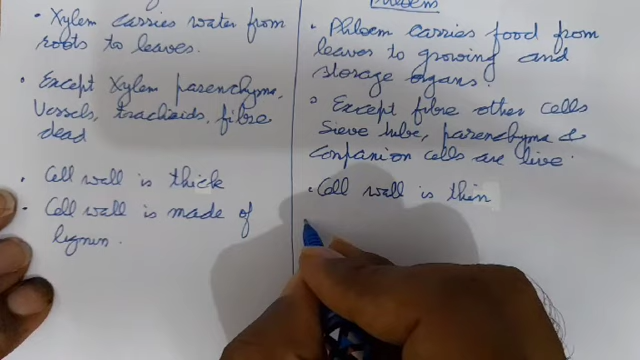 Phloem
• Xylem carries water from
roots to leaves.
• Except Xylem parenchyma,
Vessels, trachieds, fibre
dead
• Cell wall is thick
• Cell wall is made of
lignin.
• Phloem carries food from
leaves to growing and
storage organs.
• Except fibre other cells
Sieve tube, parenchyma &
Companion cells are live.
• Cell wall is thin